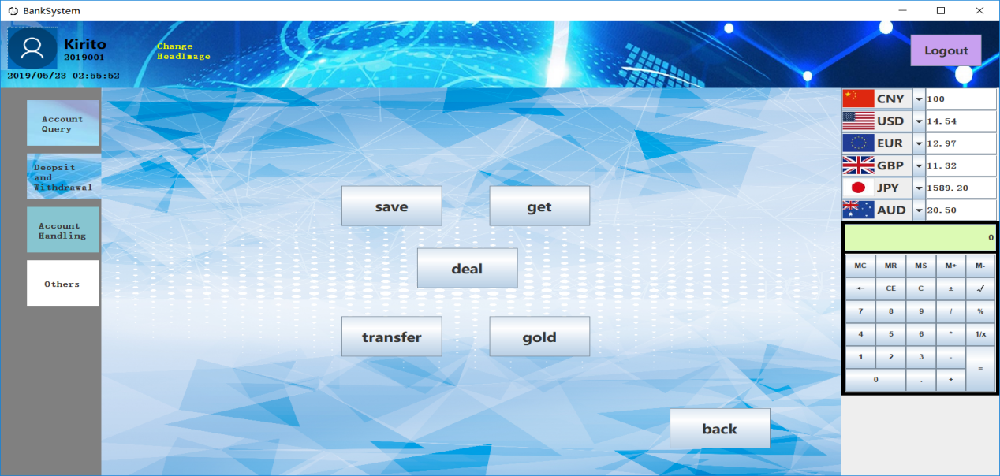 BankSystem
Kirito
2019001
2019/05/23 02:55:52
Change
HeadImage
Logout
Account
Query
Deopsit
and
Withdrawal
Account
Handling
Others
save
get
deal
transfer
gold
back
CNY 100
USD 14.54
EUR 12.97
GBP 11.32
JPY 1589.20
AUD 20.50
0
MC MR MS M+ M-
← CE C ± √
7 8 9 / %
4 5 6 * 1/x
1 2 3 - =
0 . +